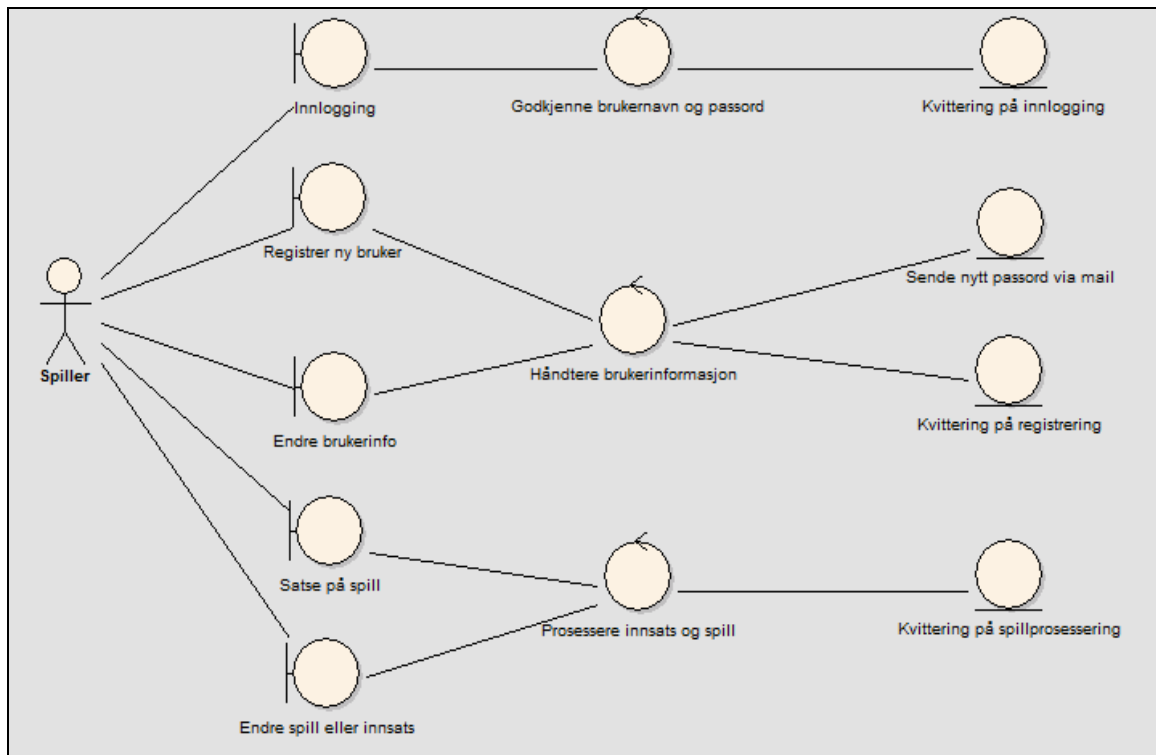 Innlogging
Godkjenne brukernavn og passord
Kvittering på innlogging
Registrer ny bruker
Sende nytt passord via mail
Spiller
Håndtere brukerinformasjon
Endre brukerinfo
Kvittering på registrering
Satse på spill
Prosessere innsats og spill
Kvittering på spillprosessering
Endre spill eller innsats